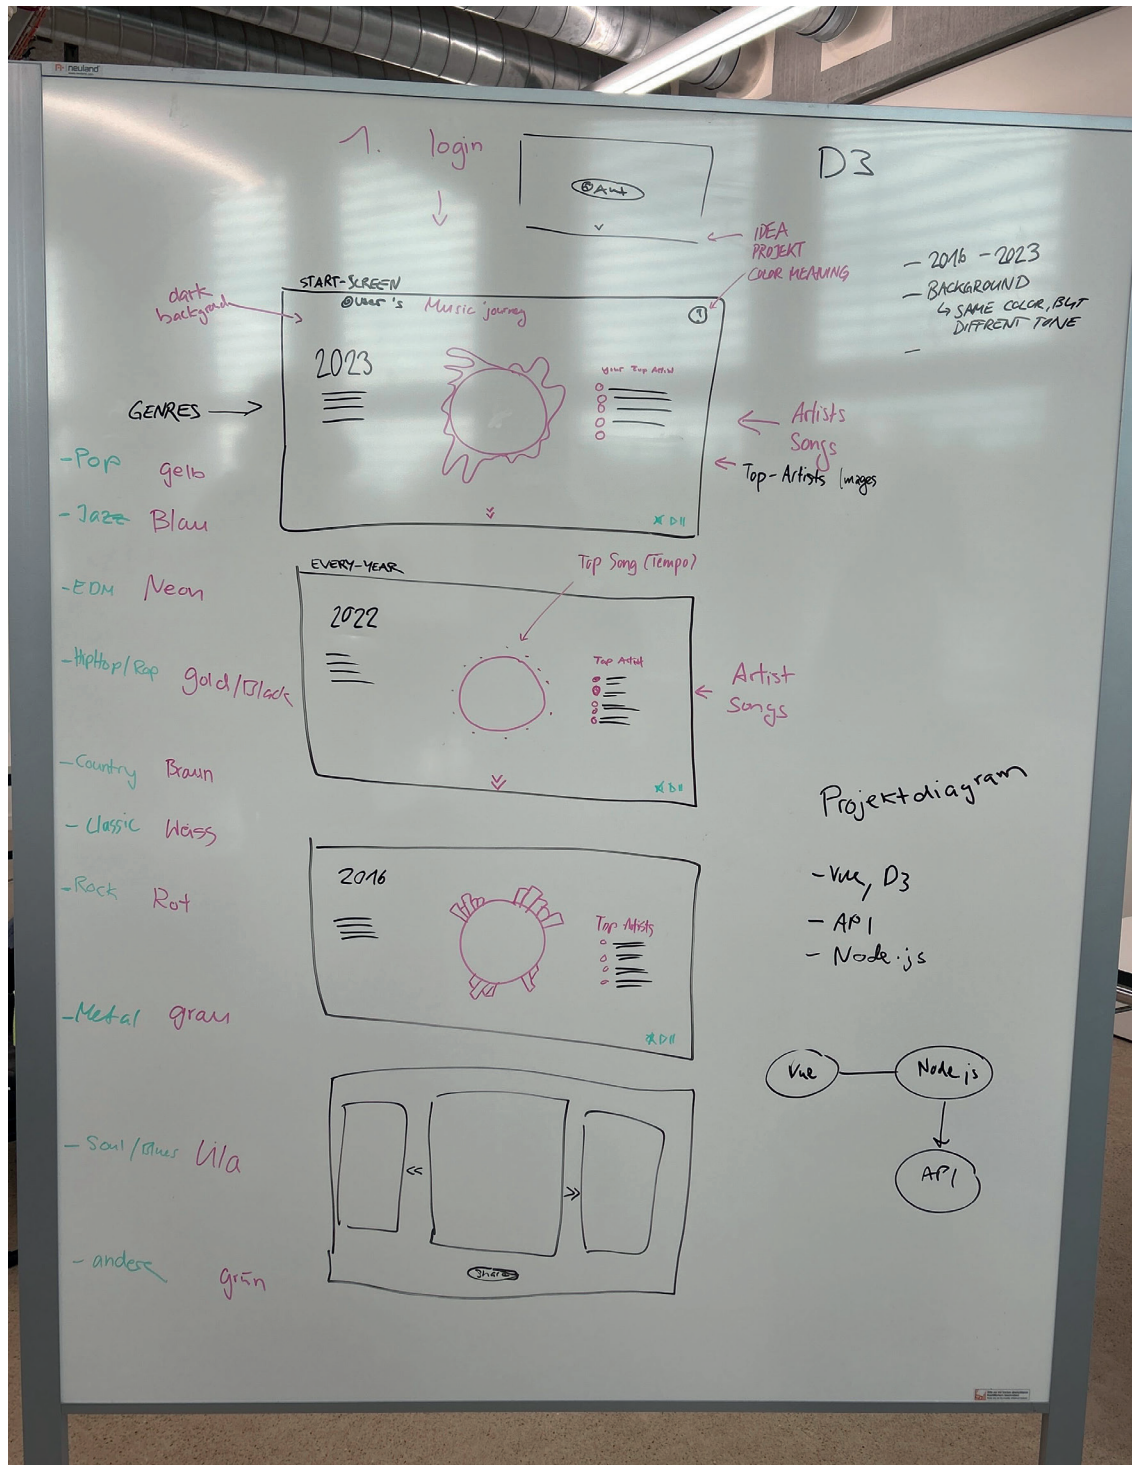 neuland
1. login
D3
IDEA
PROJEKT
COLOR MEANING
- 2016 - 2023
- BACKGROUND
↳ SAME COLOR, BUT
DIFFRENT TONE
-
START-SCREEN
@User's Music journey
?
dark
2023
your Top Artist
GENRES →
Artists
Songs
Top-Artists Images
- Pop gelb
- Jazz Blau
- EDM Neon
- HipHop/Rap gold/Black
- Country Braun
- Classic Weiss
- Rock Rot
- Metal grau
- Soul/Blues Lila
- andere grün
EVERY-YEAR
Top Song (Tempo)
2022
Top Artist
Artist
Songs
2016
Top Artists
<<
>>
Share
Projektdiagram
- Vue, D3
- API
- Node.js
Vue
Node.js
API